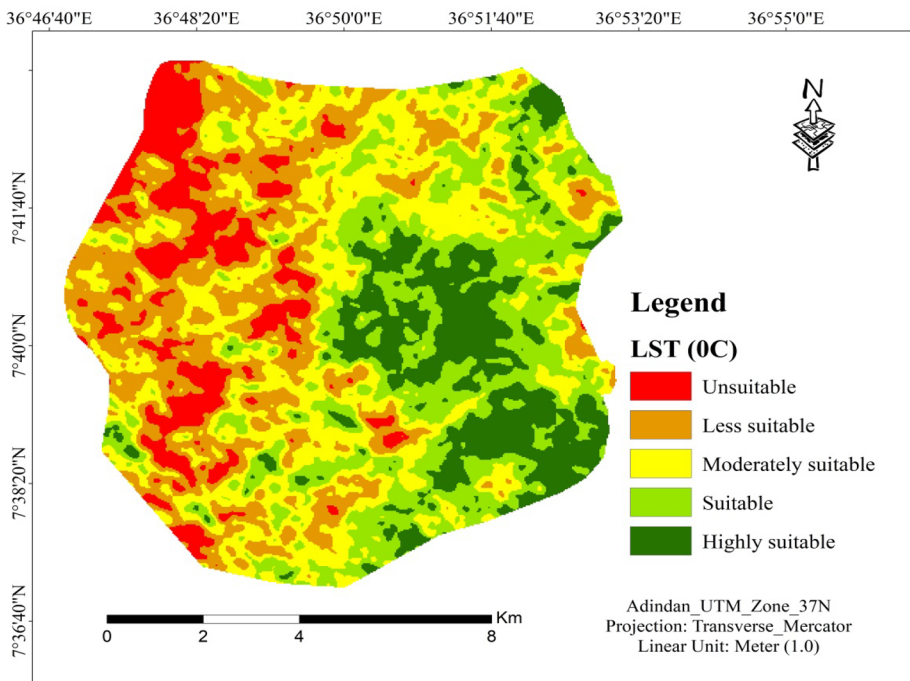 36°46'40"E 36°48'20"E 36°50'00"E 36°51'40"E 36°53'20"E 36°55'0"E
N
7°41'40"N
7°40'0"N
7°38'20"N
7°36'40"N
Legend
LST (0C)
Unsuitable
Less suitable
Moderately suitable
Suitable
Highly suitable
Km
0 2 4 8
Adindan_UTM_Zone_37N
Projection: Transverse_Mercator
Linear Unit: Meter (1.0)